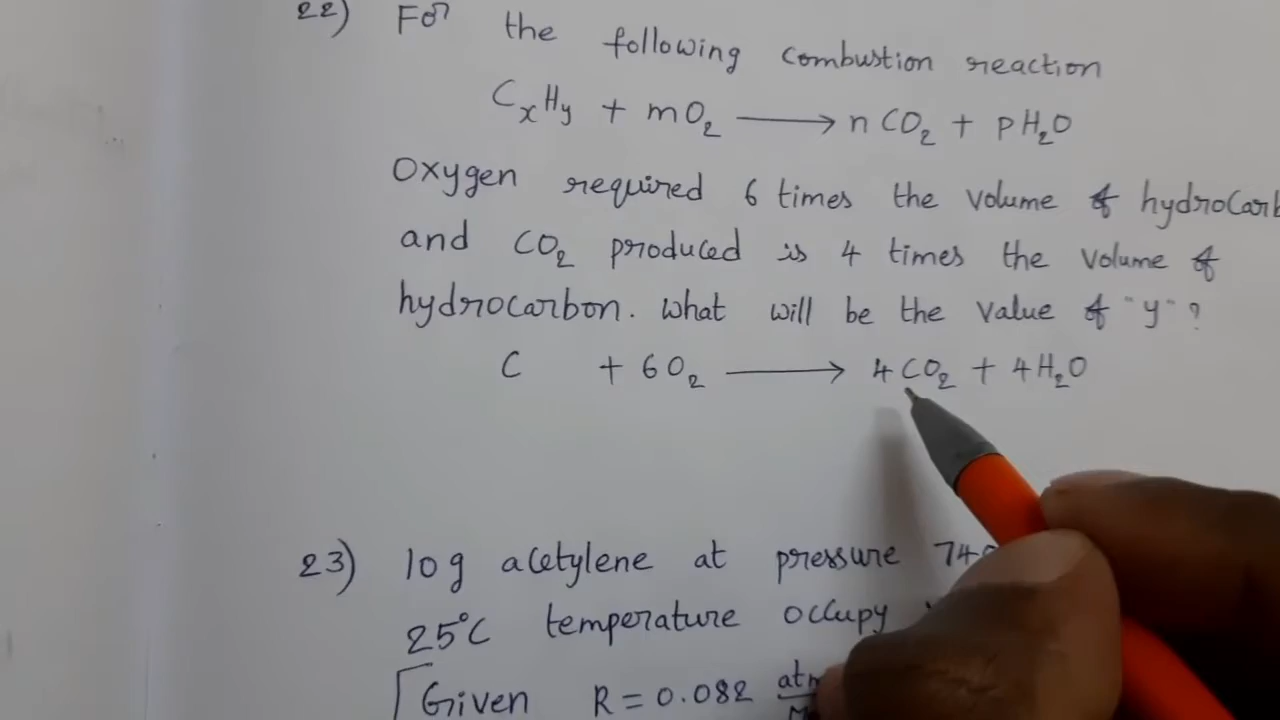 22) For the following combustion reaction
CxHy + mO2 ⟶ nCO2 + PH2O
Oxygen required 6 times the volume of
and CO2 produced is 4 times the volume of
hydrocarbon. What will be the value of "y" ?
C + 6O2 ⟶ 4CO2 + 4H2O
23) 10g acetylene at pressure
25°C temperature occupy
[Given R = 0.082